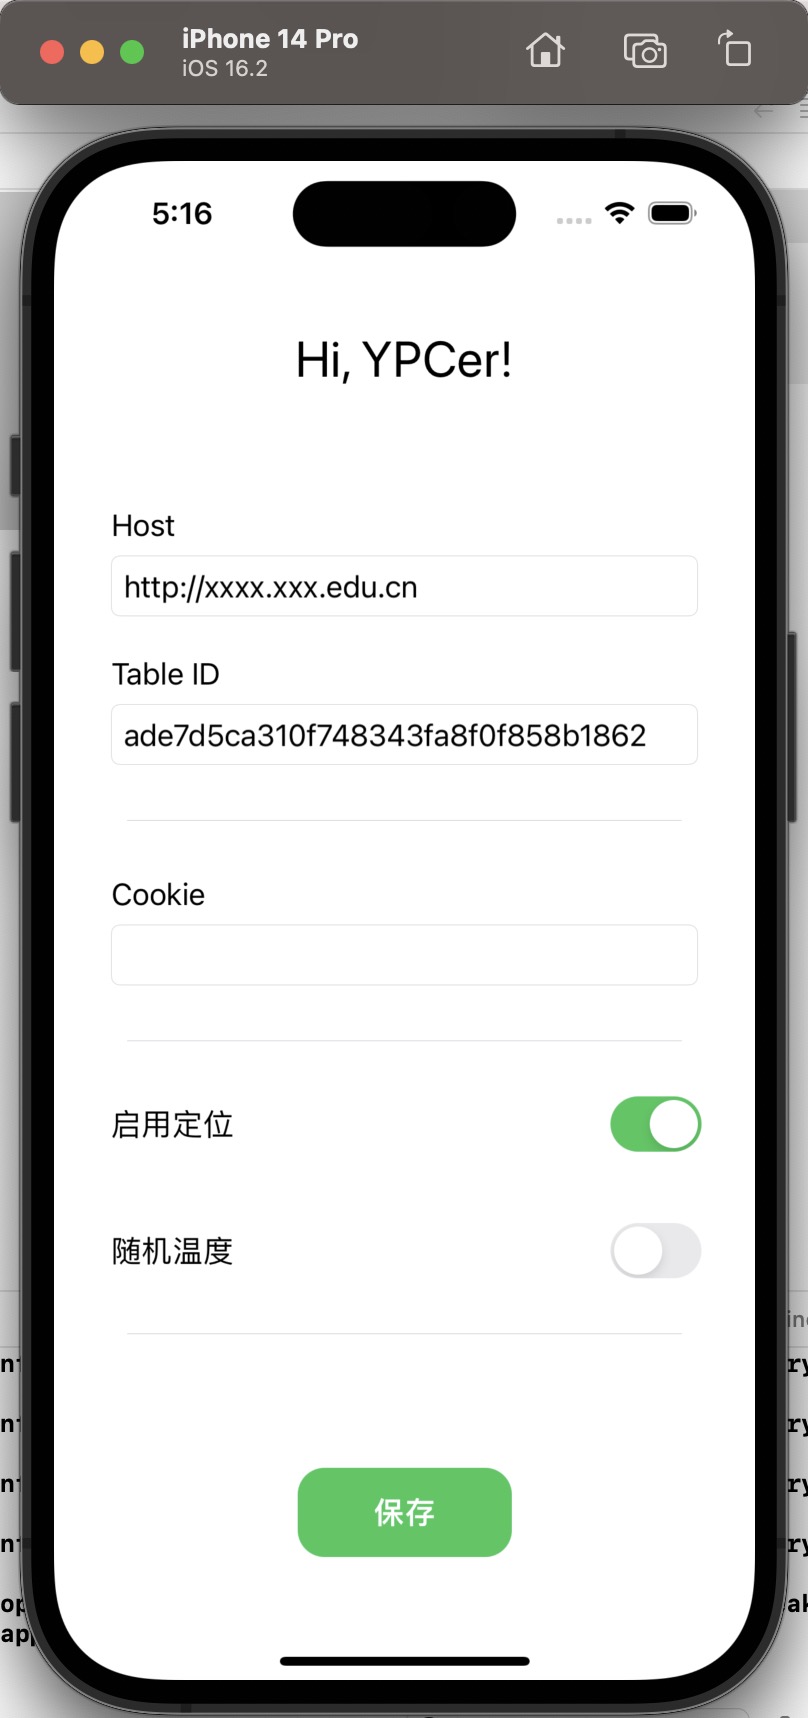 iPhone 14 Pro
iOS 16.2
5:16
Hi, YPCer!
Host
http://xxxx.xxx.edu.cn
Table ID
ade7d5ca310f748343fa8f0f858b1862
Cookie
启用定位
随机温度
保存